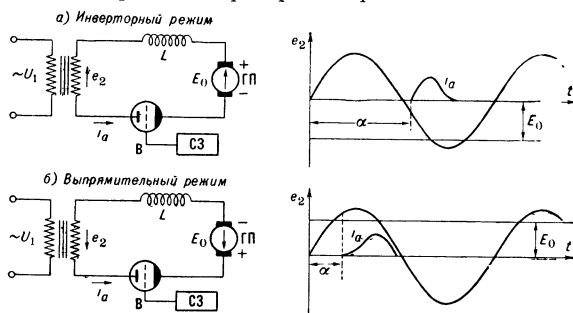 а) Инверторный режим
L
~U₁
e₂
E₀
+
ГП
−
iₐ
В
СЗ
e₂
iₐ
t
α
E₀
б) Выпрямительный режим
L
~U₁
e₂
E₀
−
ГП
+
iₐ
В
СЗ
e₂
iₐ
t
α
E₀